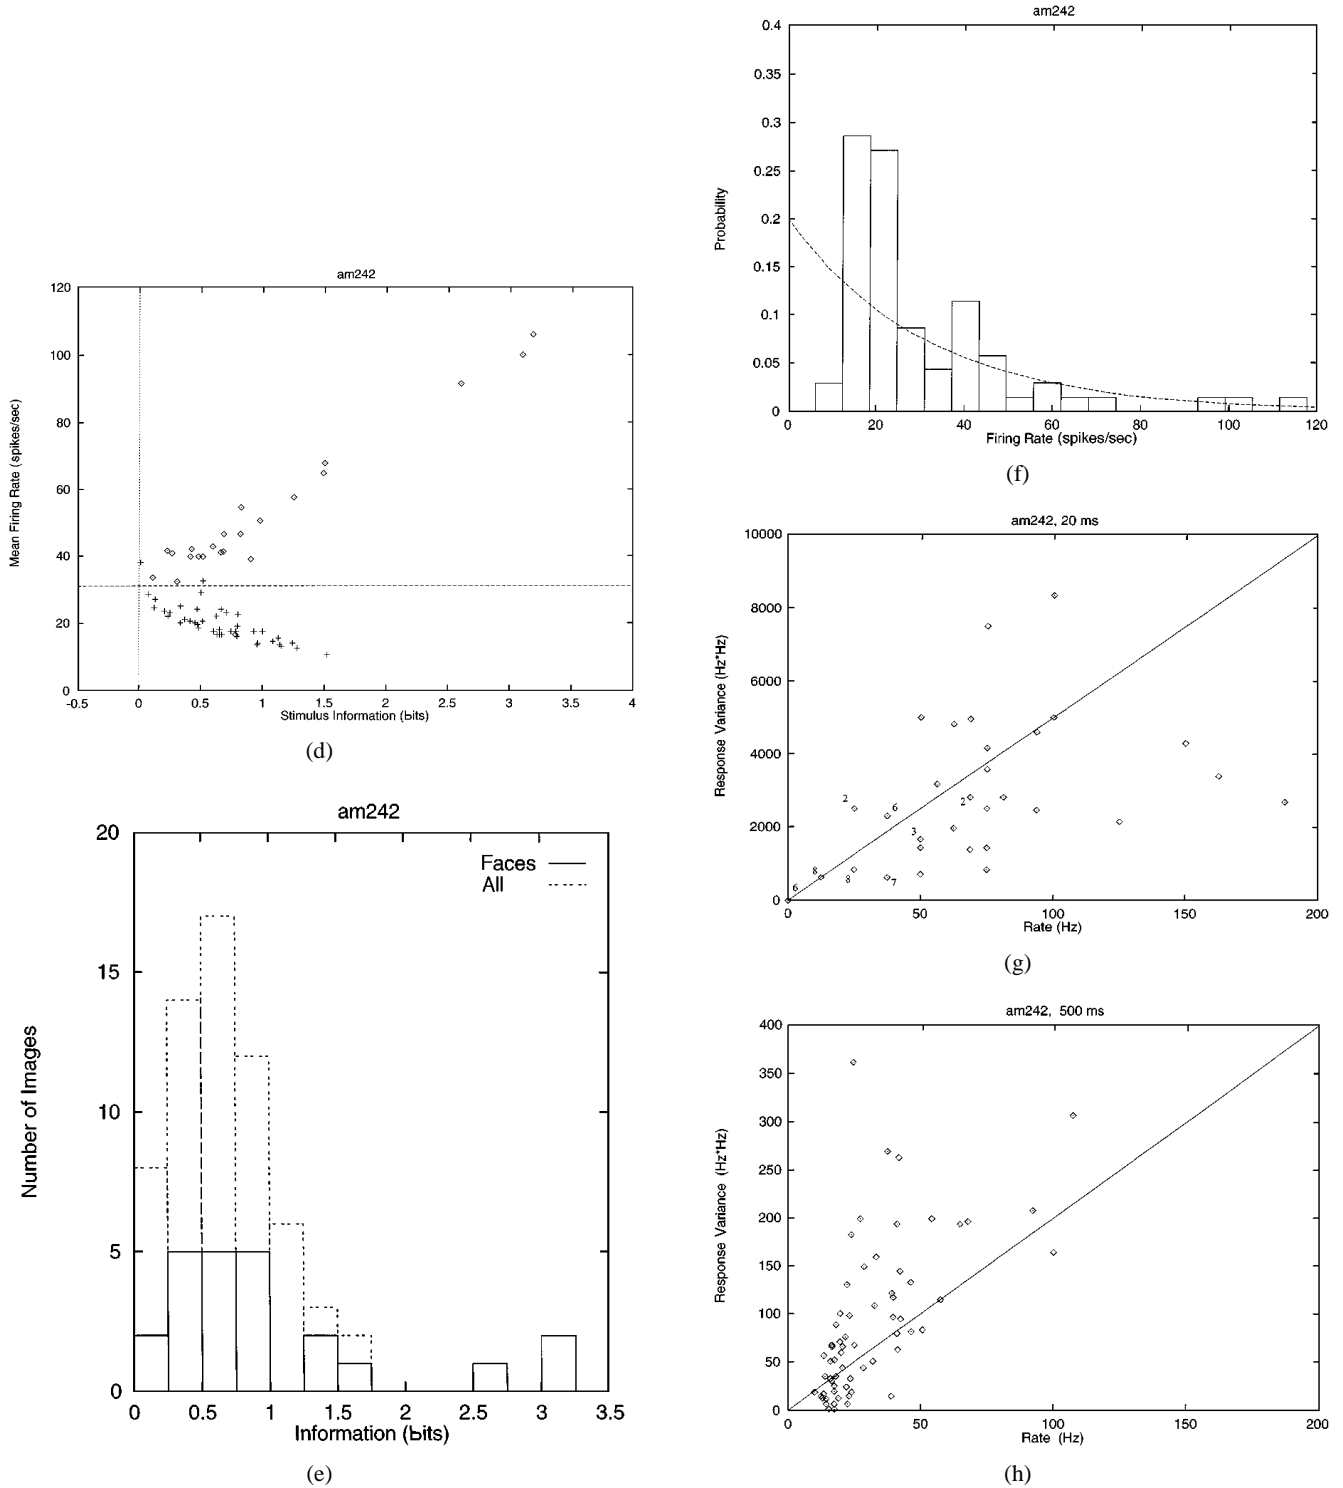 am242
120
100
80
60
40
20
0
Mean Firing Rate (spikes/sec)
-0.5 0 0.5 1 1.5 2 2.5 3 3.5 4
Stimulus Information (bits)
(d)
am242
20
15
10
5
0
Number of Images
Faces
All
0 0.5 1 1.5 2 2.5 3 3.5
Information (bits)
(e)
am242
0.4
0.35
0.3
0.25
0.2
0.15
0.1
0.05
0
Probability
0 20 40 60 80 100 120
Firing Rate (spikes/sec)
(f)
am242, 20 ms
10000
8000
6000
4000
2000
0
Response Variance (Hz*Hz)
2
6
2
3
8
8
7
6
0 50 100 150 200
Rate (Hz)
(g)
am242, 500 ms
400
350
300
250
200
150
100
50
0
Response Variance (Hz*Hz)
0 50 100 150 200
Rate (Hz)
(h)